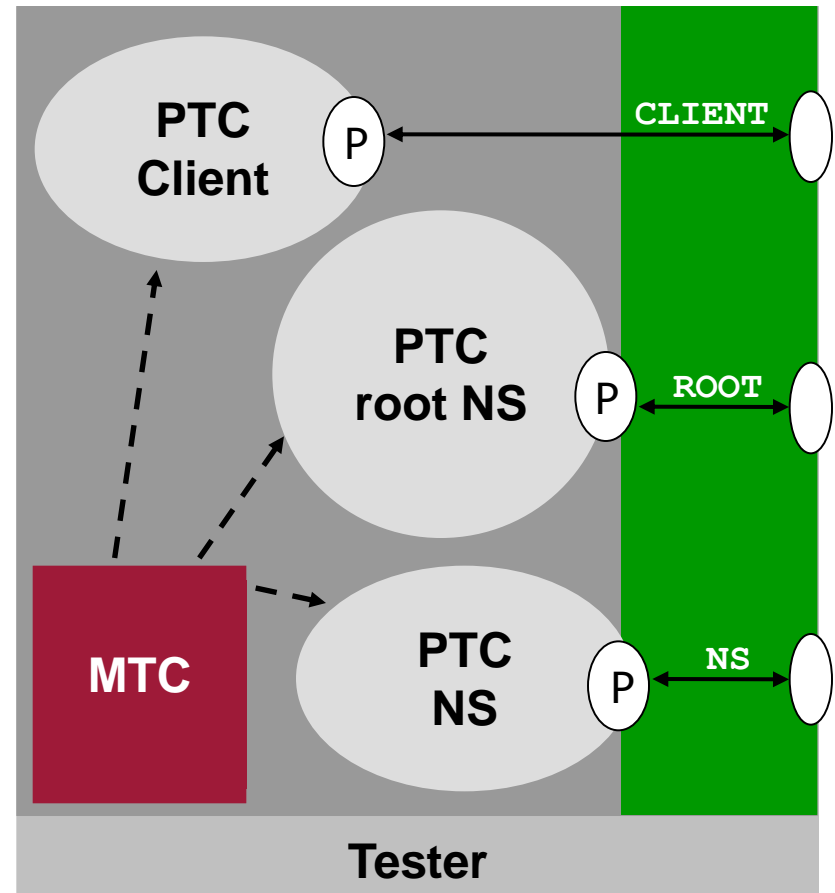 PTC
Client
P
CLIENT
PTC
root NS
P
ROOT
MTC
PTC
NS
P
NS
Tester